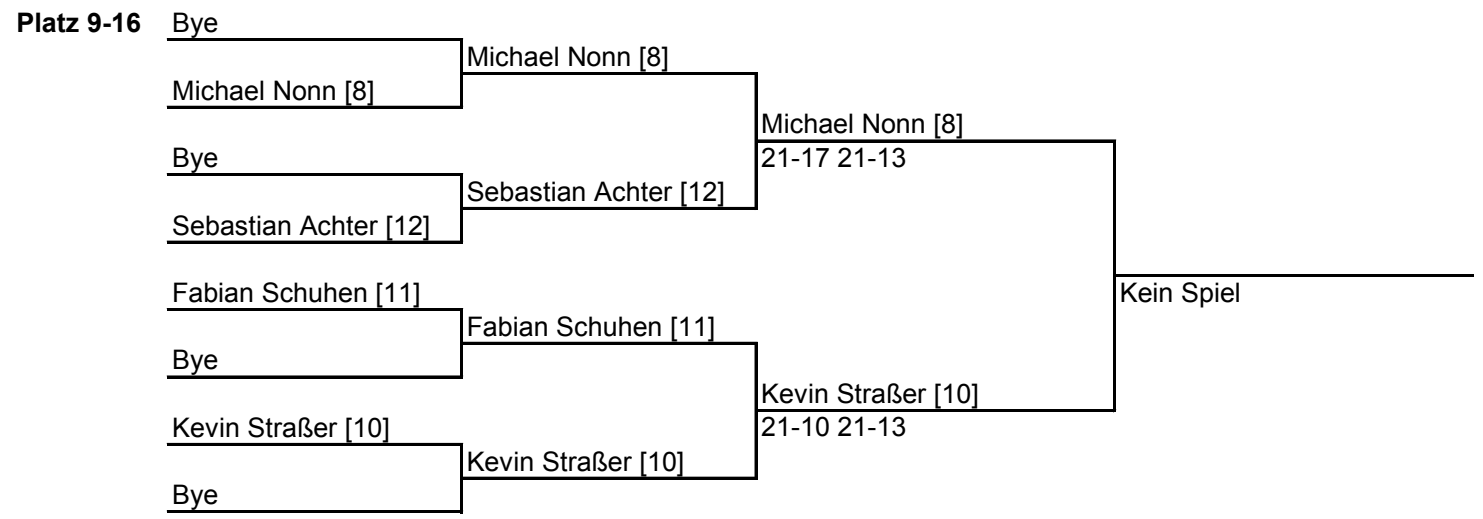 Platz 9-16 Bye
Michael Nonn [8]
Michael Nonn [8]
Michael Nonn [8]
Bye
21-17 21-13
Sebastian Achter [12]
Sebastian Achter [12]
Fabian Schuhen [11]
Kein Spiel
Fabian Schuhen [11]
Bye
Kevin Straßer [10]
Kevin Straßer [10]
21-10 21-13
Kevin Straßer [10]
Bye